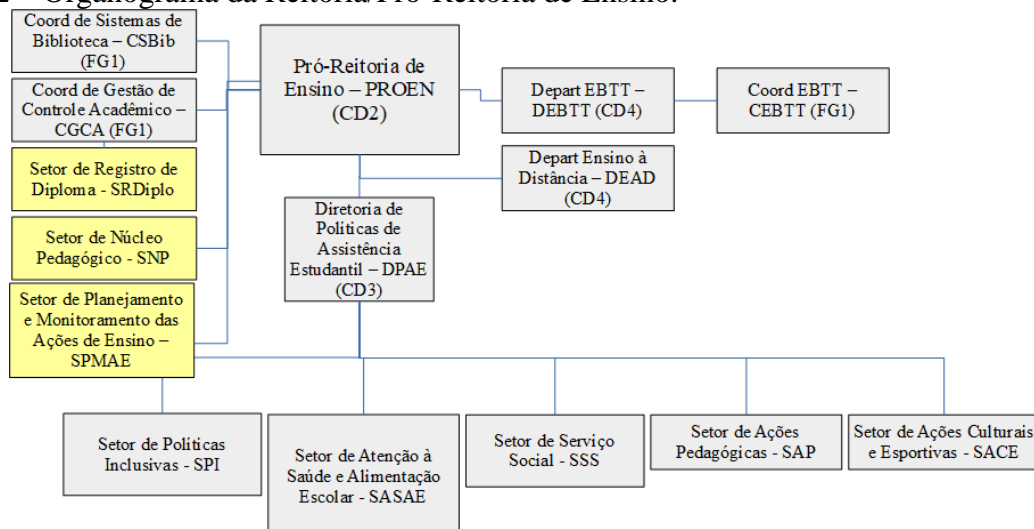 2 – Organograma da Reitoria/Pró-Reitoria de Ensino:
Coord de Sistemas de
Biblioteca – CSBib
(FG1)
Coord de Gestão de
Controle Acadêmico –
CGCA (FG1)
Setor de Registro de
Diploma - SRDiplo
Setor de Núcleo
Pedagógico - SNP
Setor de Planejamento
e Monitoramento das
Ações de Ensino –
SPMAE
Pró-Reitoria de
Ensino – PROEN
(CD2)
Depart EBTT –
DEBTT (CD4)
Coord EBTT –
CEBTT (FG1)
Depart Ensino à
Distância – DEAD
(CD4)
Diretoria de
Políticas de
Assistência
Estudantil – DPAE
(CD3)
Setor de Políticas
Inclusivas - SPI
Setor de Atenção à
Saúde e Alimentação
Escolar - SASAE
Setor de Serviço
Social - SSS
Setor de Ações
Pedagógicas - SAP
Setor de Ações Culturais
e Esportivas - SACE